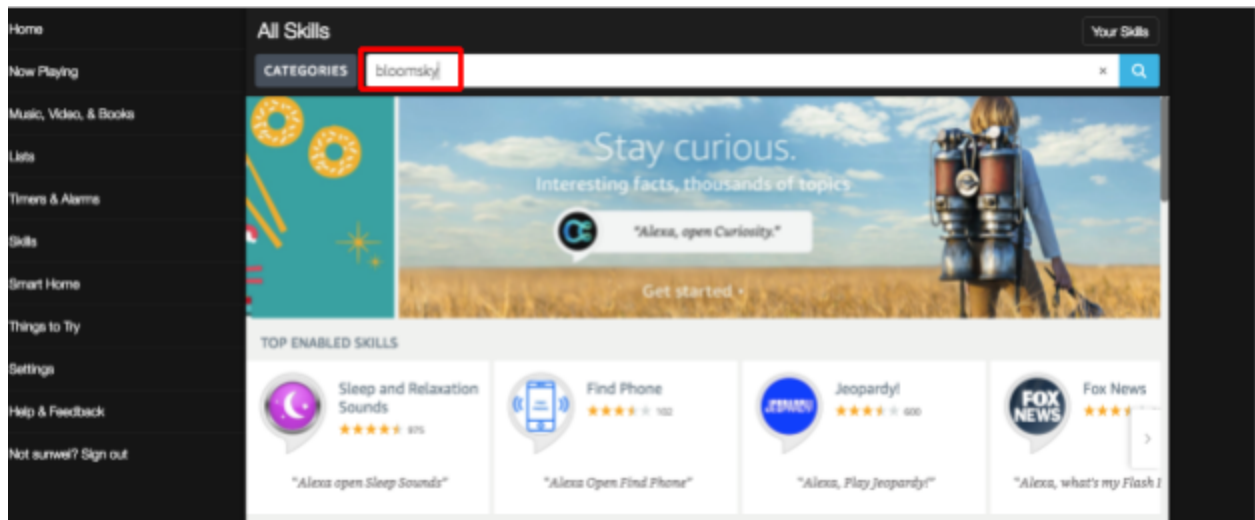 Home
Now Playing
Music, Video, & Books
Lists
Timers & Alarms
Skills
Smart Home
Things to Try
Settings
Help & Feedback
Not sunwei? Sign out
All Skills
Your Skills
CATEGORIES
bloomsky
×
Stay curious.
Interesting facts, thousands of topics
"Alexa, open Curiosity."
Get started
TOP ENABLED SKILLS
Sleep and Relaxation
Sounds
975
"Alexa open Sleep Sounds"
Find Phone
102
"Alexa Open Find Phone"
Jeopardy!
600
JEOPARDY!
"Alexa, Play Jeopardy!"
Fox News
FOX
NEWS
"Alexa, what's my Flash